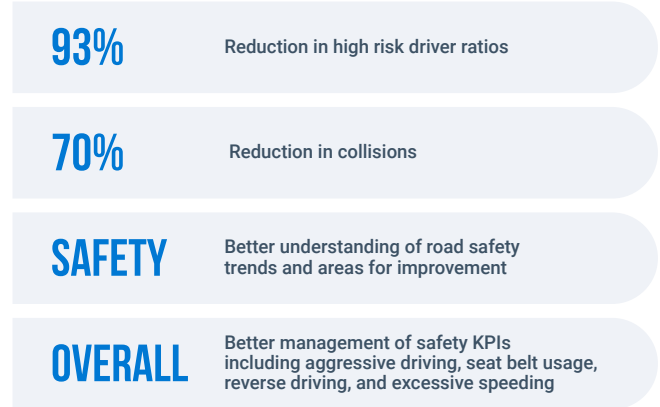 93%
Reduction in high risk driver ratios
70%
Reduction in collisions
SAFETY
Better understanding of road safety
trends and areas for improvement
OVERALL
Better management of safety KPIs
including aggressive driving, seat belt usage,
reverse driving, and excessive speeding